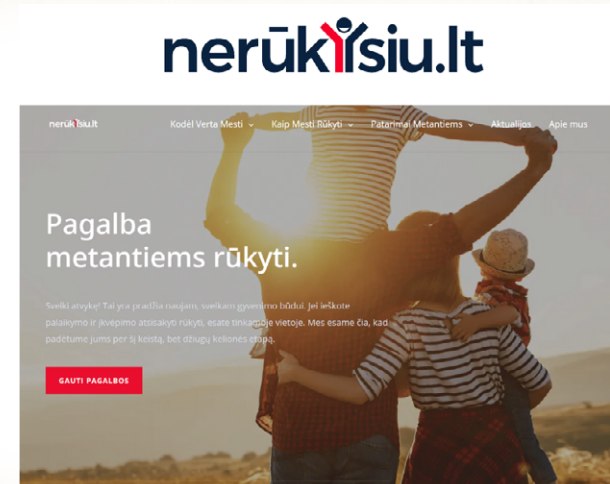 nerūkysiu.lt
nerūkysiu.lt
Kodėl Verta Mesti
Kaip Mesti Rūkyti
Patarimai Metantiems
Aktualijos
Apie mus
Pagalba
metantiems rūkyti.
Sveiki atvykę! Tai yra pradžia naujam, sveikam gyvenimo būdui. Jei ieškote
palaikymo ir įkvėpimo atsisakyti rūkyti, esate tinkamoje vietoje. Mes esame čia, kad
padėtume jums per šį keistą, bet džiugų kelionės etapą.
GAUTI PAGALBOS